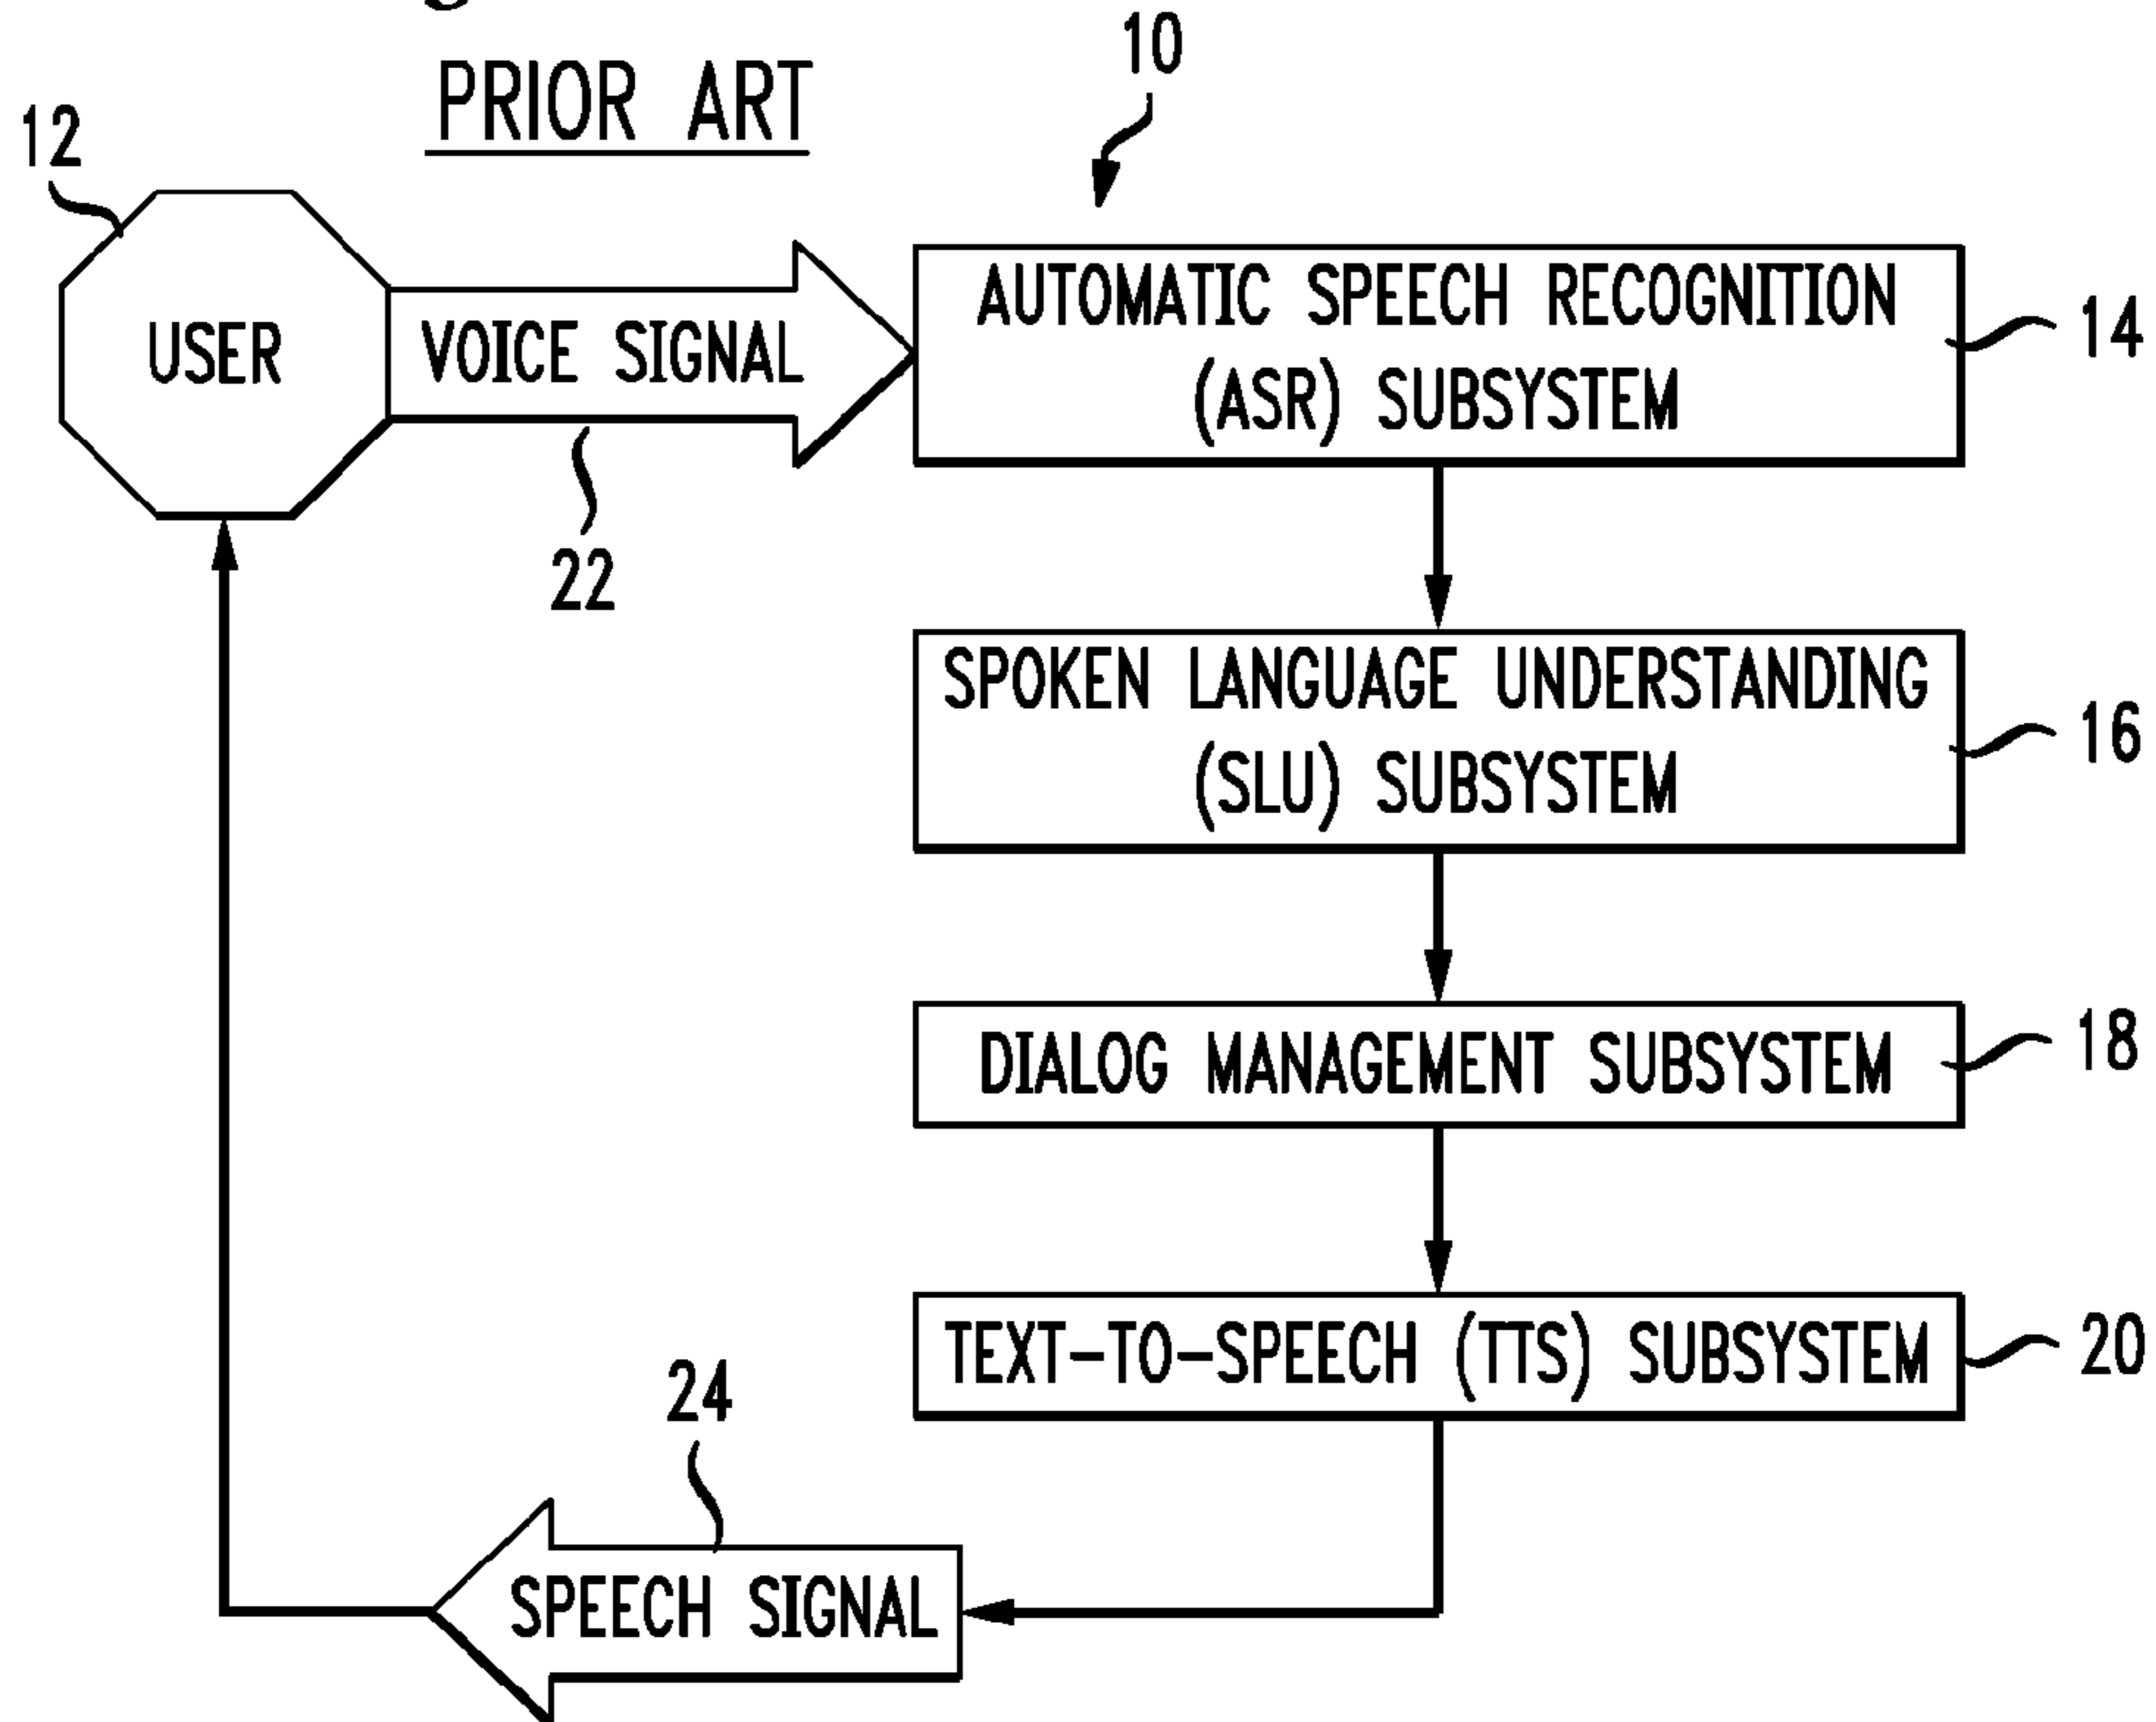 PRIOR ART
10
12
USER
VOICE SIGNAL
22
AUTOMATIC SPEECH RECOGNITION
(ASR) SUBSYSTEM
14
SPOKEN LANGUAGE UNDERSTANDING
(SLU) SUBSYSTEM
16
DIALOG MANAGEMENT SUBSYSTEM
18
TEXT-TO-SPEECH (TTS) SUBSYSTEM
20
24
SPEECH SIGNAL